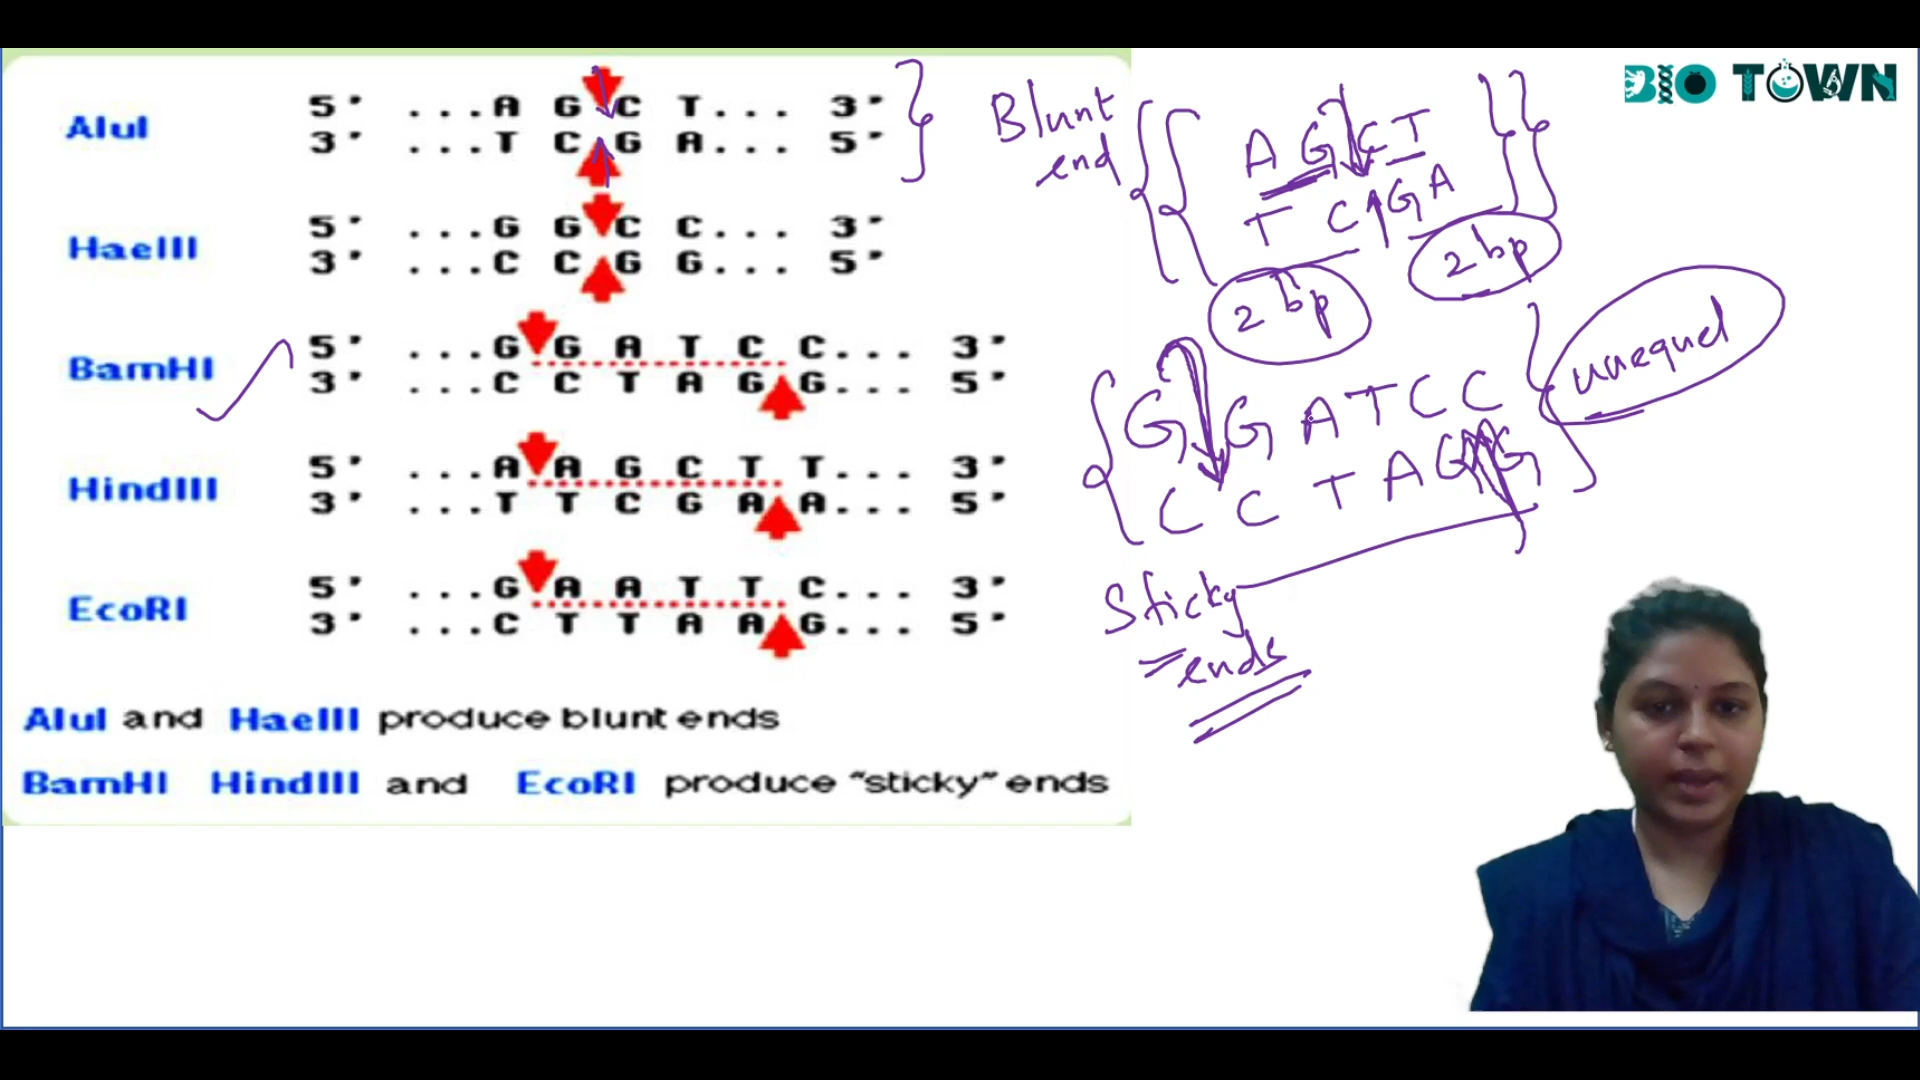 BIO TOWN
AluI 5' ...A G C T... 3'
3' ...T C G A... 5'
HaeIII 5' ...G G C C... 3'
3' ...C C G G... 5'
BamHI 5' ...G G A T C C... 3'
3' ...C C T A G G... 5'
HindIII 5' ...A A G C T T... 3'
3' ...T T C G A A... 5'
EcoRI 5' ...G A A T T C... 3'
3' ...C T T A A G... 5'
AluI and HaeIII produce blunt ends
BamHI HindIII and EcoRI produce “sticky” ends
Blunt
end
A G C T
T C G A
2 bp
2 bp
G G A T C C
C C T A G G
unequel
Sticky
ends